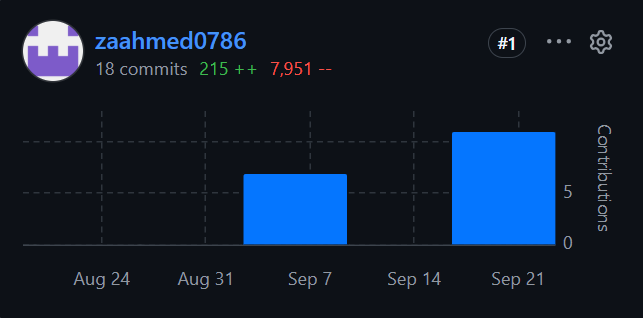 zaahmed0786
#1
18 commits 215 ++ 7,951 --
Contributions
5
0
Aug 24 Aug 31 Sep 7 Sep 14 Sep 21